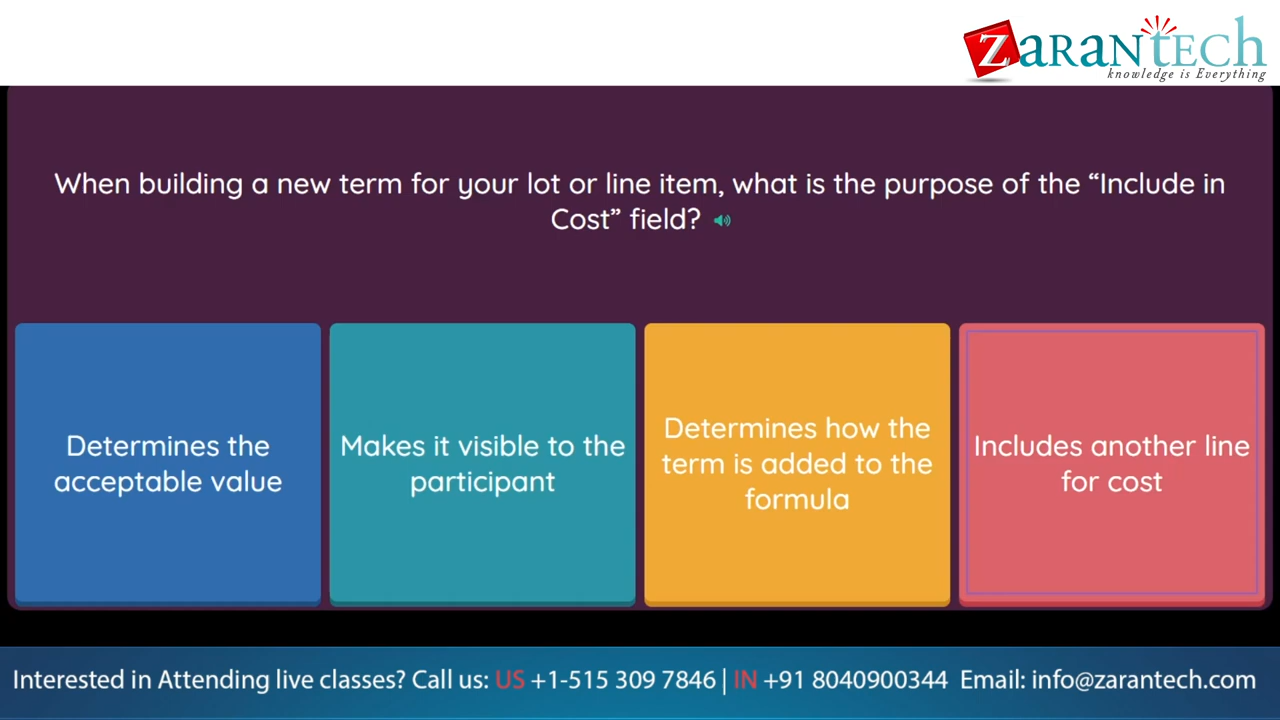 ZARANTECH
knowledge is Everything
When building a new term for your lot or line item, what is the purpose of the “Include in
Cost” field?
Determines the
acceptable value
Makes it visible to the
participant
Determines how the
term is added to the
formula
Includes another line
for cost
Interested in Attending live classes? Call us: US +1-515 309 7846 | IN +91 8040900344 Email: info@zarantech.com